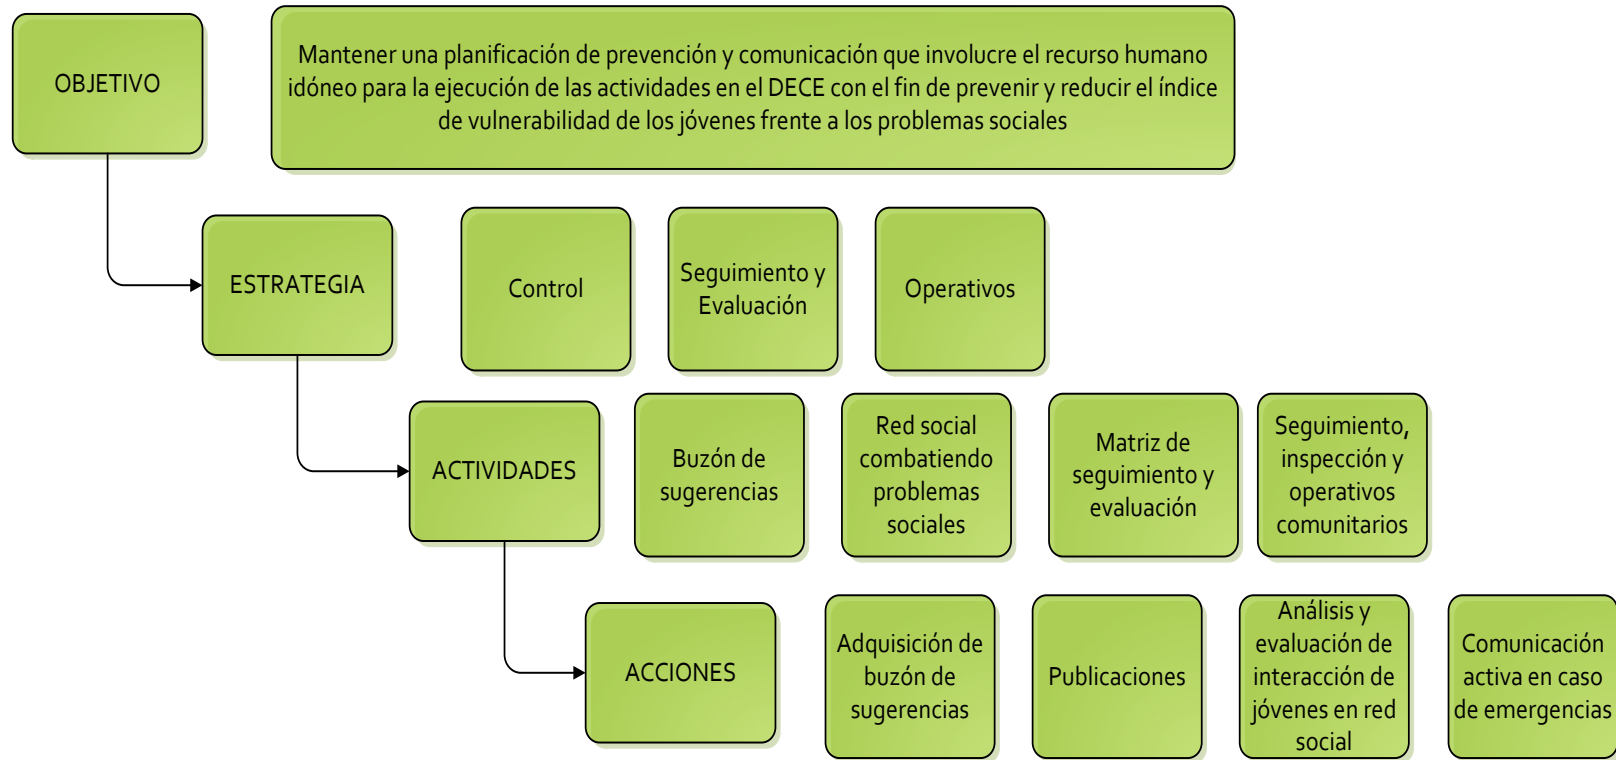 OBJETIVO
Mantener una planificación de prevención y comunicación que involucre el recurso humano
idóneo para la ejecución de las actividades en el DECE con el fin de prevenir y reducir el índice
de vulnerabilidad de los jóvenes frente a los problemas sociales
ESTRATEGIA
Control
Seguimiento y
Evaluación
Operativos
ACTIVIDADES
Buzón de
sugerencias
Red social
combatiendo
problemas
sociales
Matriz de
seguimiento y
evaluación
Seguimiento,
inspección y
operativos
comunitarios
ACCIONES
Adquisición de
buzón de
sugerencias
Publicaciones
Análisis y
evaluación de
interacción de
jóvenes en red
social
Comunicación
activa en caso
de emergencias